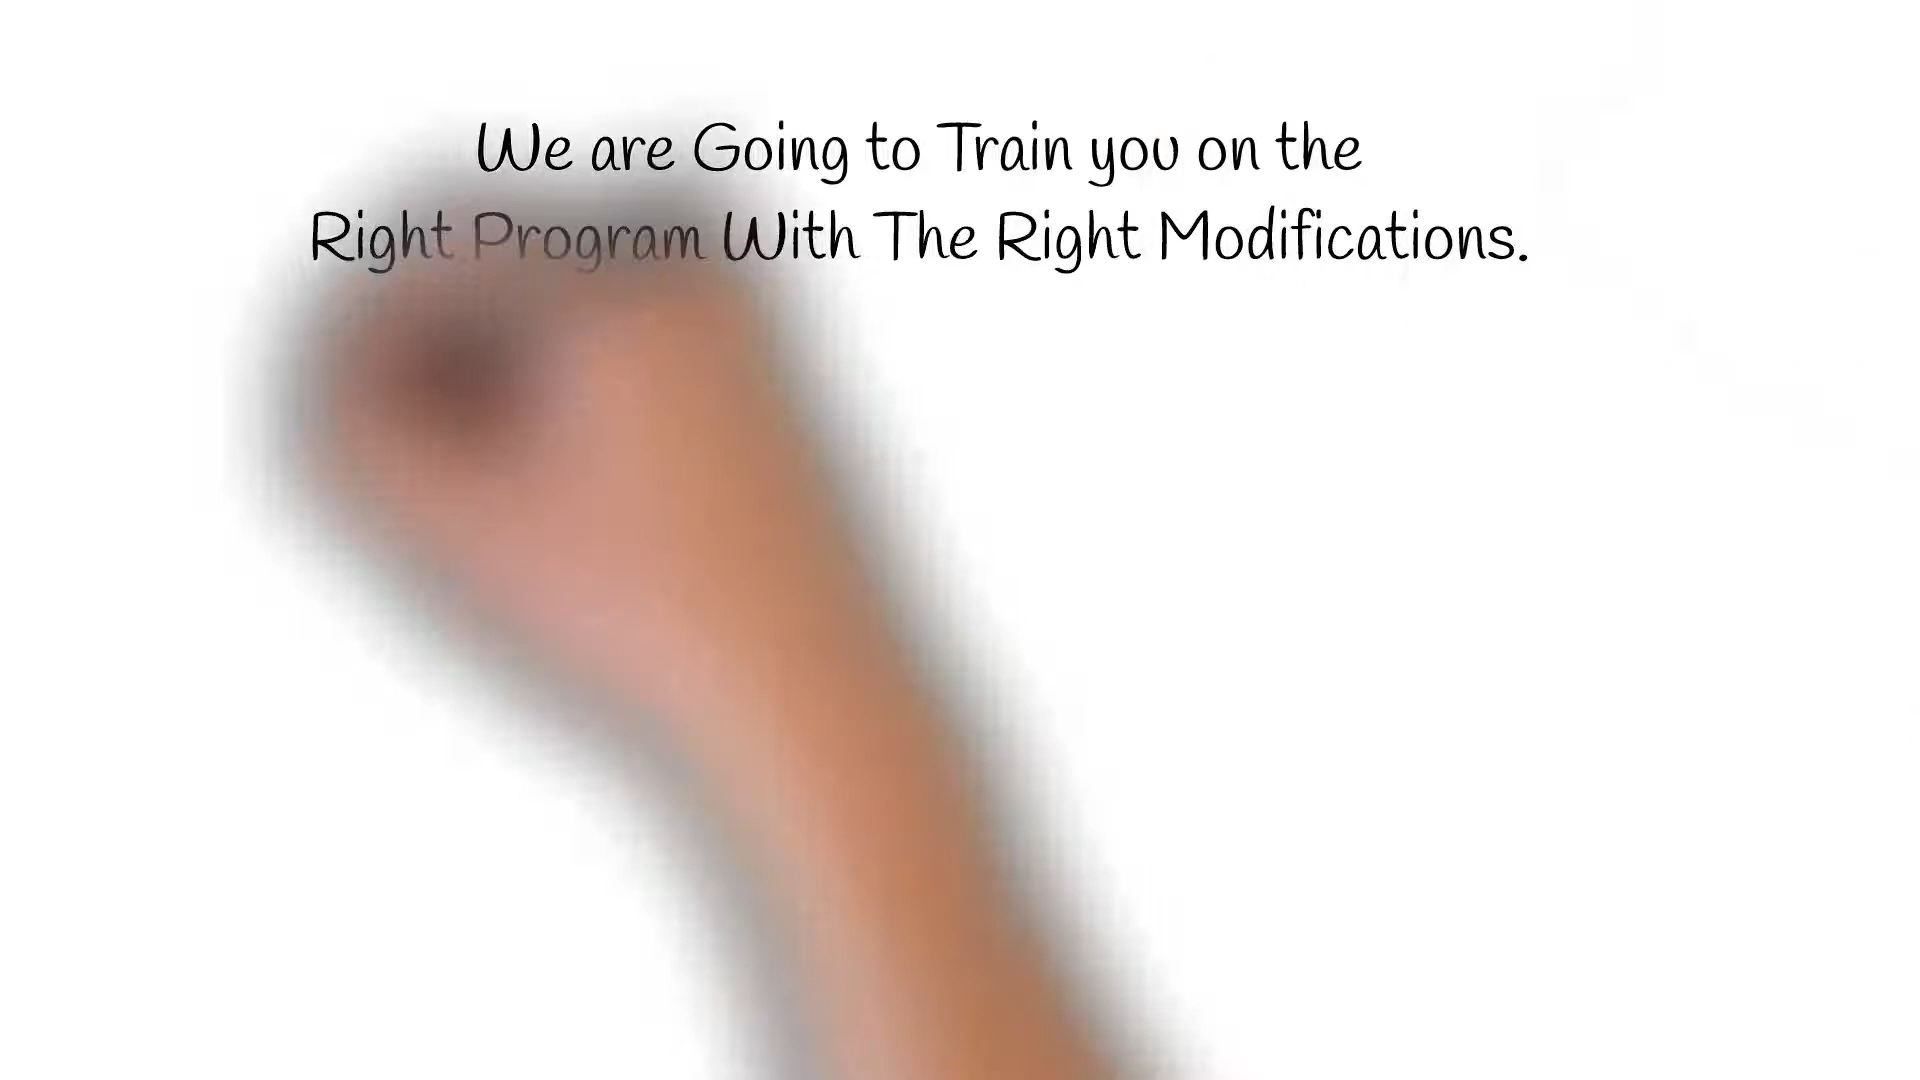 We are Going to Train you on the
Right Program With The Right Modifications.